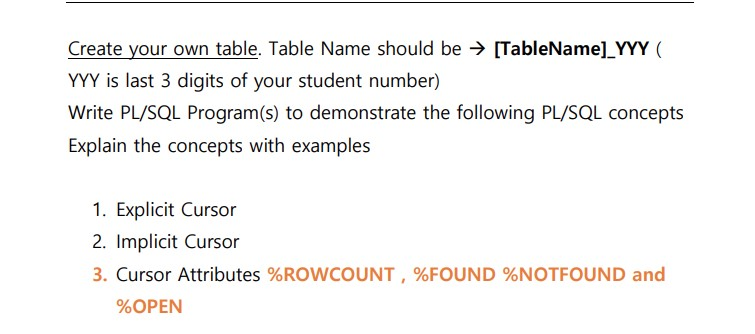 Create your own table. Table Name should be → [TableName]_YYY (
YYY is last 3 digits of your student number)
Write PL/SQL Program(s) to demonstrate the following PL/SQL concepts
Explain the concepts with examples
1. Explicit Cursor
2. Implicit Cursor
3. Cursor Attributes %ROWCOUNT , %FOUND %NOTFOUND and
%OPEN